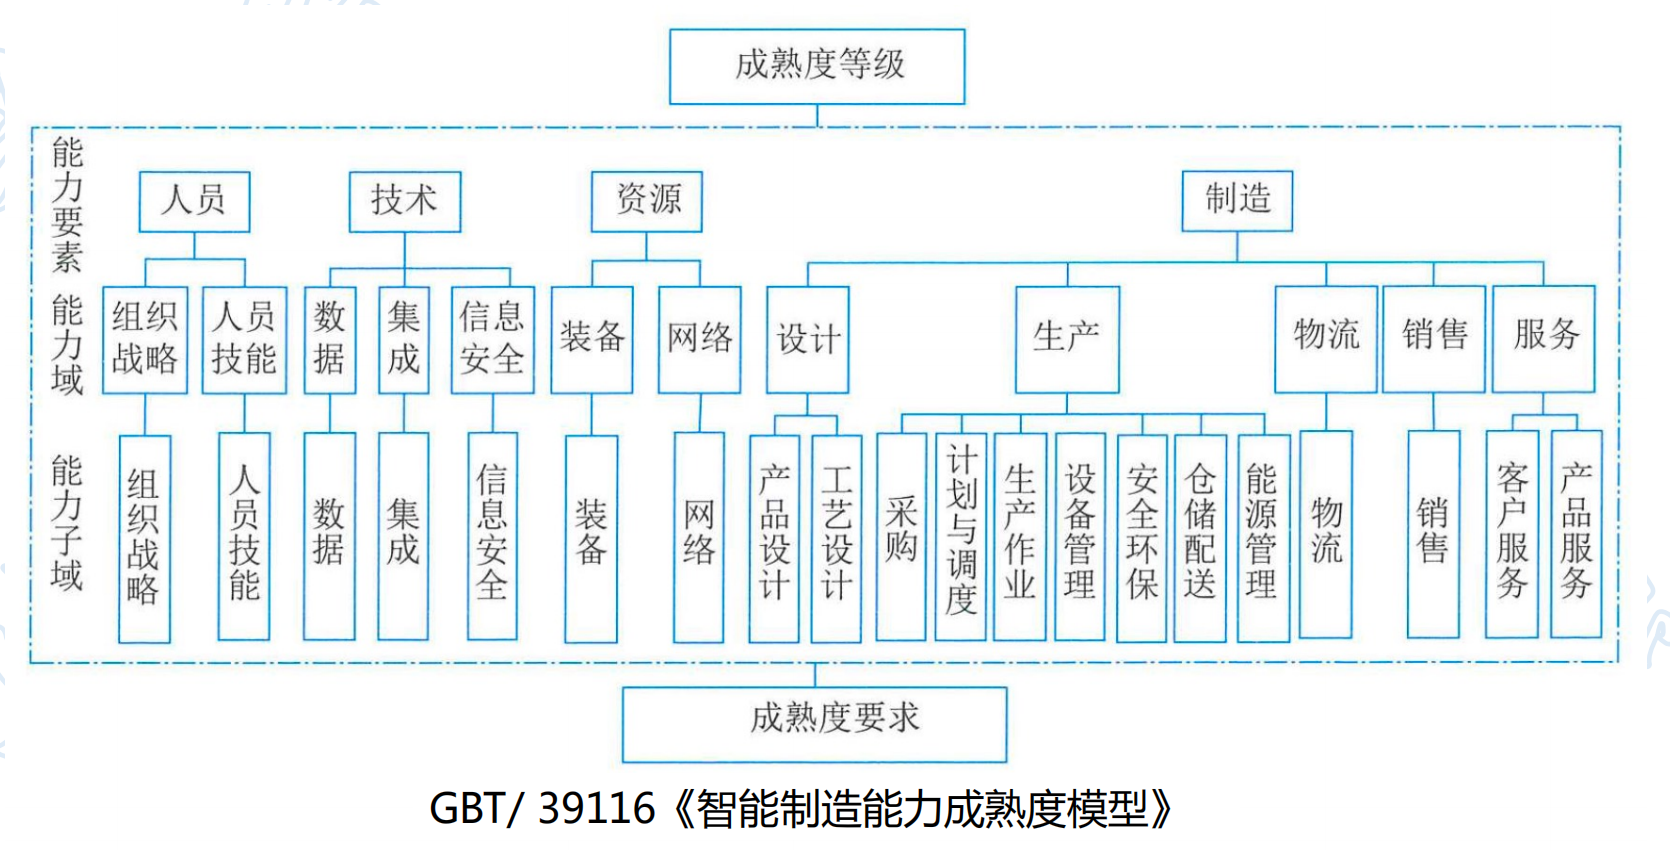 成熟度等级
能力要素
人员
技术
资源
制造
能力域
组织战略
人员技能
数据
集成
信息安全
装备
网络
设计
生产
物流
销售
服务
能力子域
组织战略
人员技能
数据
集成
信息安全
装备
网络
产品设计
工艺设计
采购
计划与调度
生产作业
设备管理
安全环保
仓储配送
能源管理
物流
销售
客户服务
产品服务
成熟度要求
GBT/ 39116《智能制造能力成熟度模型》